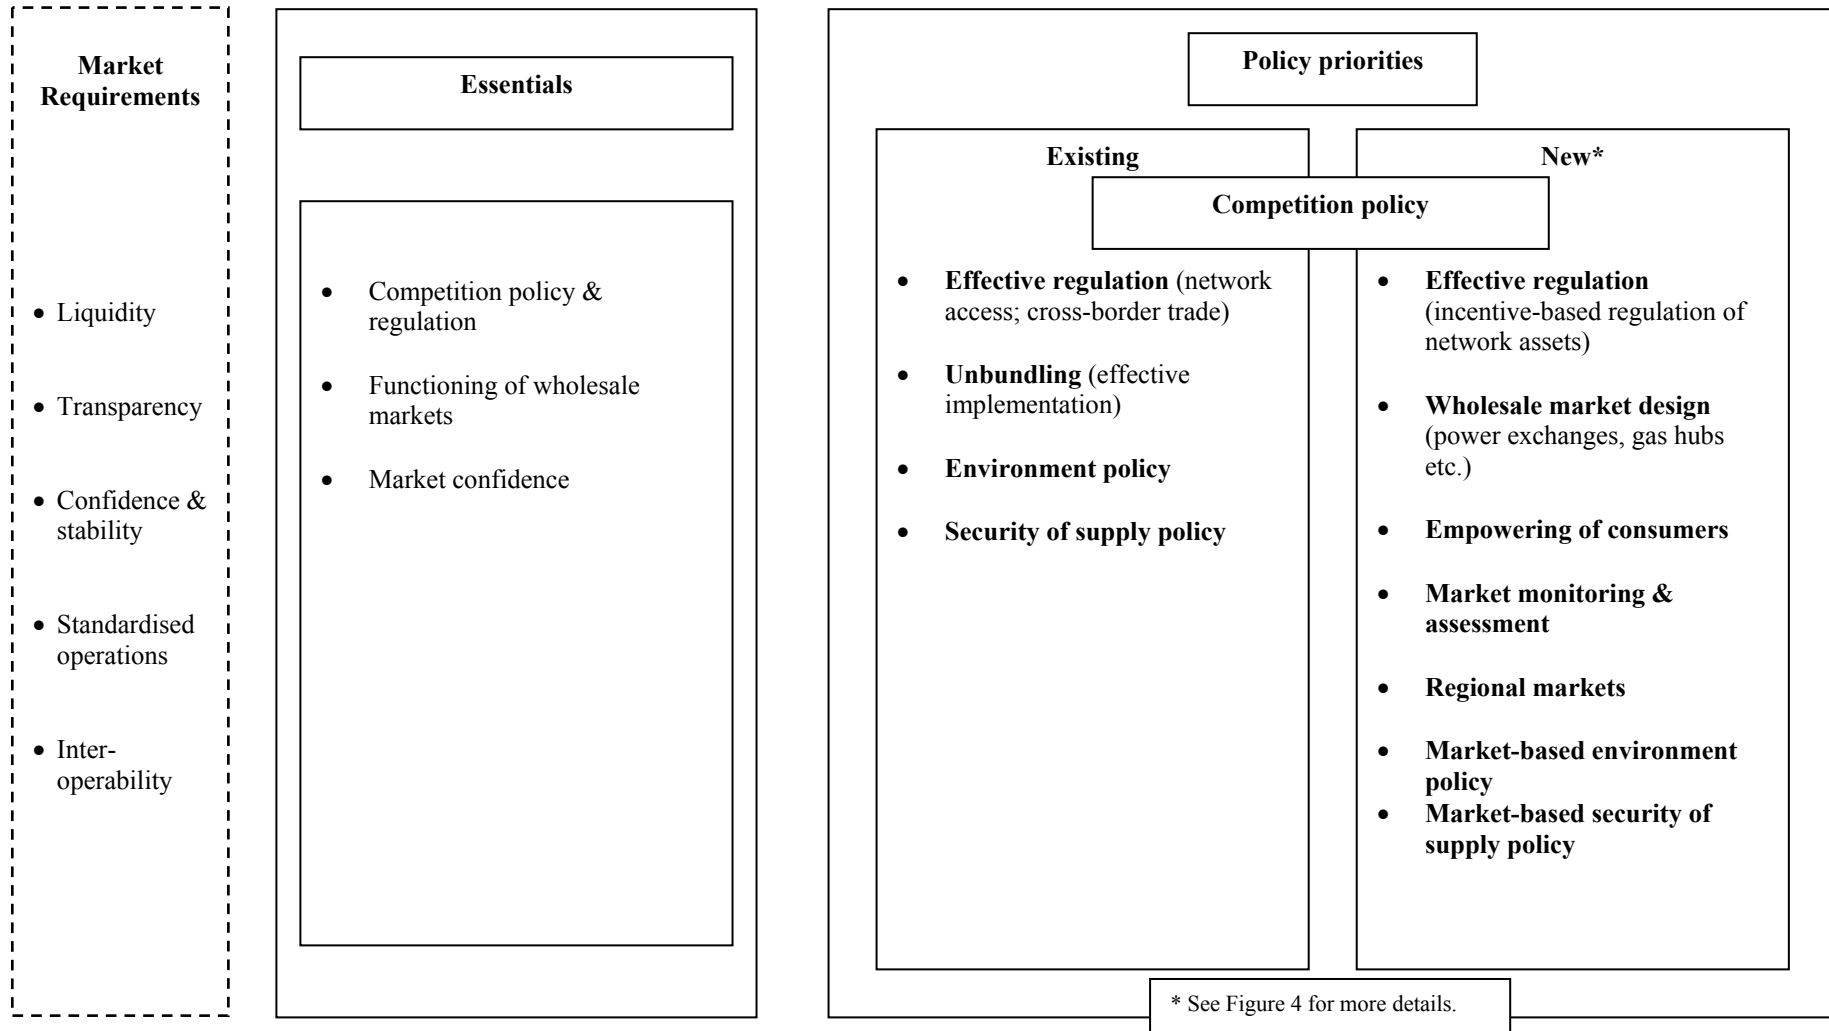 Market
Requirements
• Liquidity
• Transparency
• Confidence &
stability
• Standardised
operations
• Inter-
operability
Essentials
• Competition policy &
regulation
• Functioning of wholesale
markets
• Market confidence
Policy priorities
Existing
New*
Competition policy
• Effective regulation (network
access; cross-border trade)
• Unbundling (effective
implementation)
• Environment policy
• Security of supply policy
• Effective regulation
(incentive-based regulation of
network assets)
• Wholesale market design
(power exchanges, gas hubs
etc.)
• Empowering of consumers
• Market monitoring &
assessment
• Regional markets
• Market-based environment
policy
• Market-based security of
supply policy
* See Figure 4 for more details.